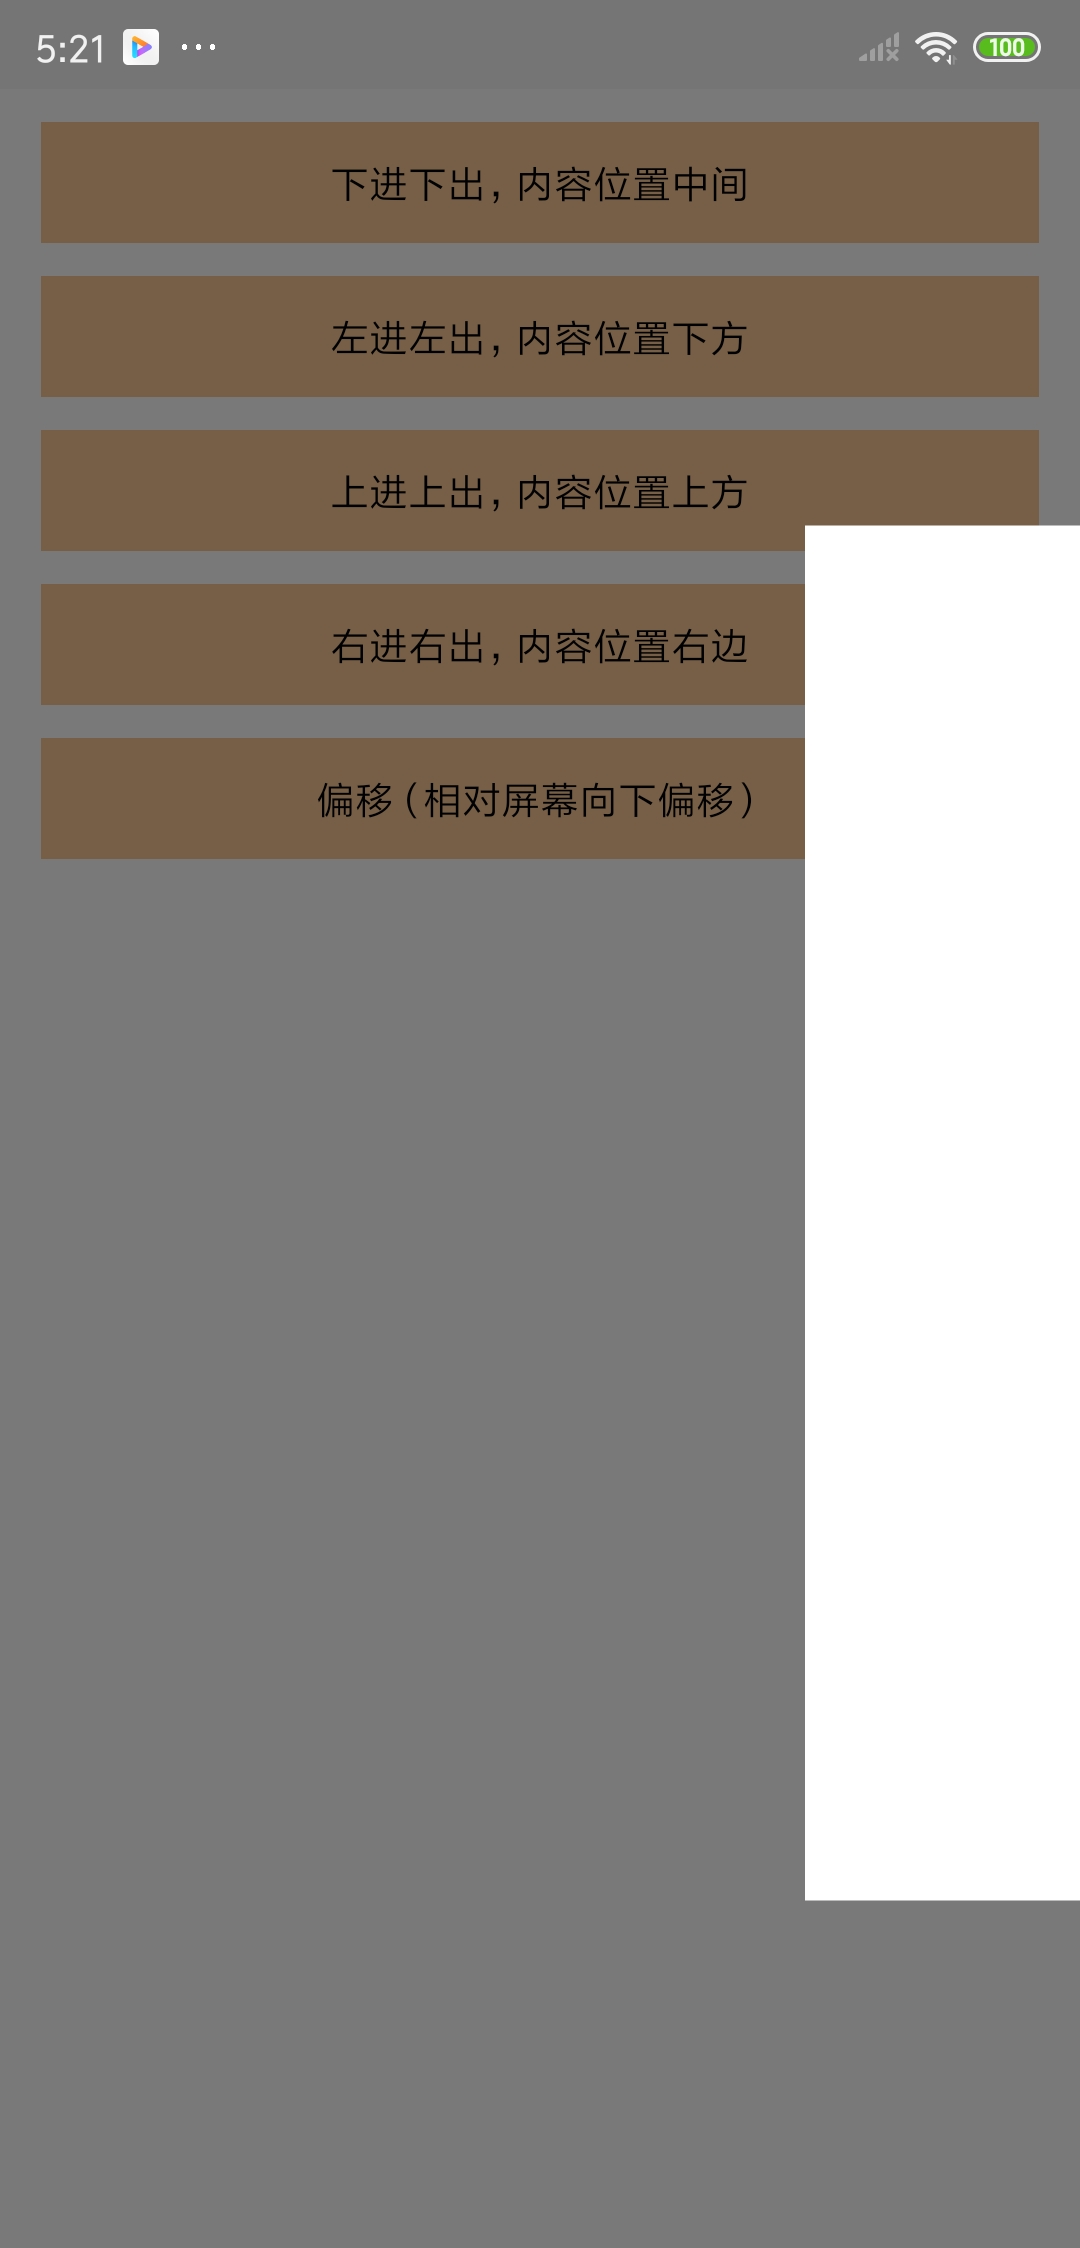 5:21
100
下进下出，内容位置中间
左进左出，内容位置下方
上进上出，内容位置上方
右进右出，内容位置右边
偏移（相对屏幕向下偏移）